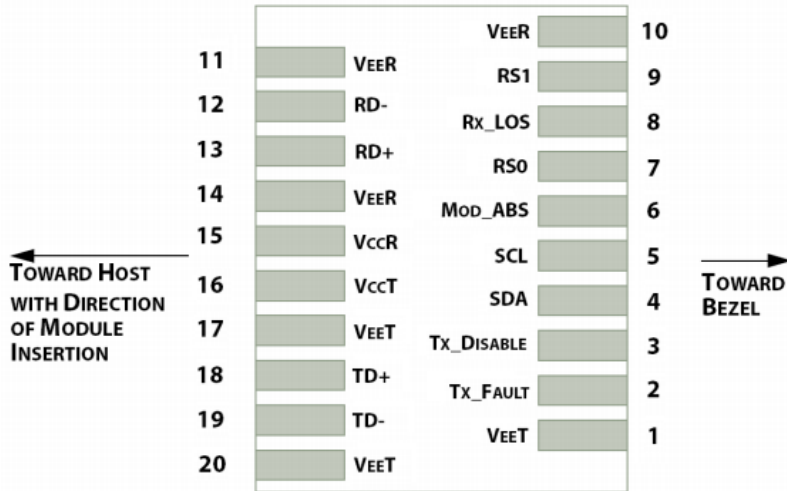 VEER 10
11 VEER
RS1 9
12 RD-
RX_LOS 8
13 RD+
RS0 7
14 VEER
MOD_ABS 6
15 VCCR
SCL 5
TOWARD HOST
WITH DIRECTION
OF MODULE
INSERTION
16 VCCT
SDA 4
TOWARD
BEZEL
17 VEET
TX_DISABLE 3
18 TD+
TX_FAULT 2
19 TD-
VEET 1
20 VEET